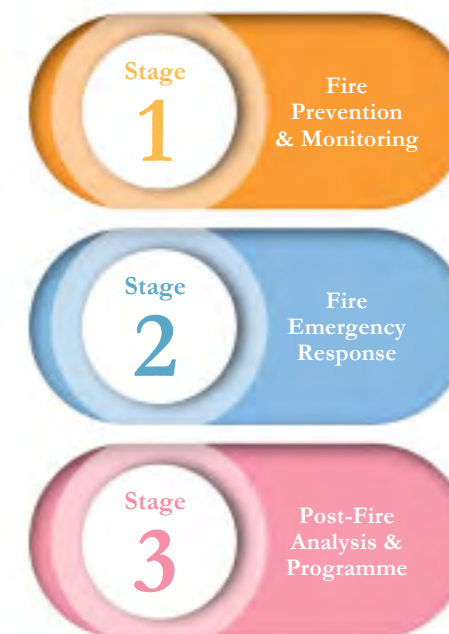 Stage
1
Fire
Prevention
& Monitoring
Stage
2
Fire
Emergency
Response
Stage
3
Post-Fire
Analysis &
Programme